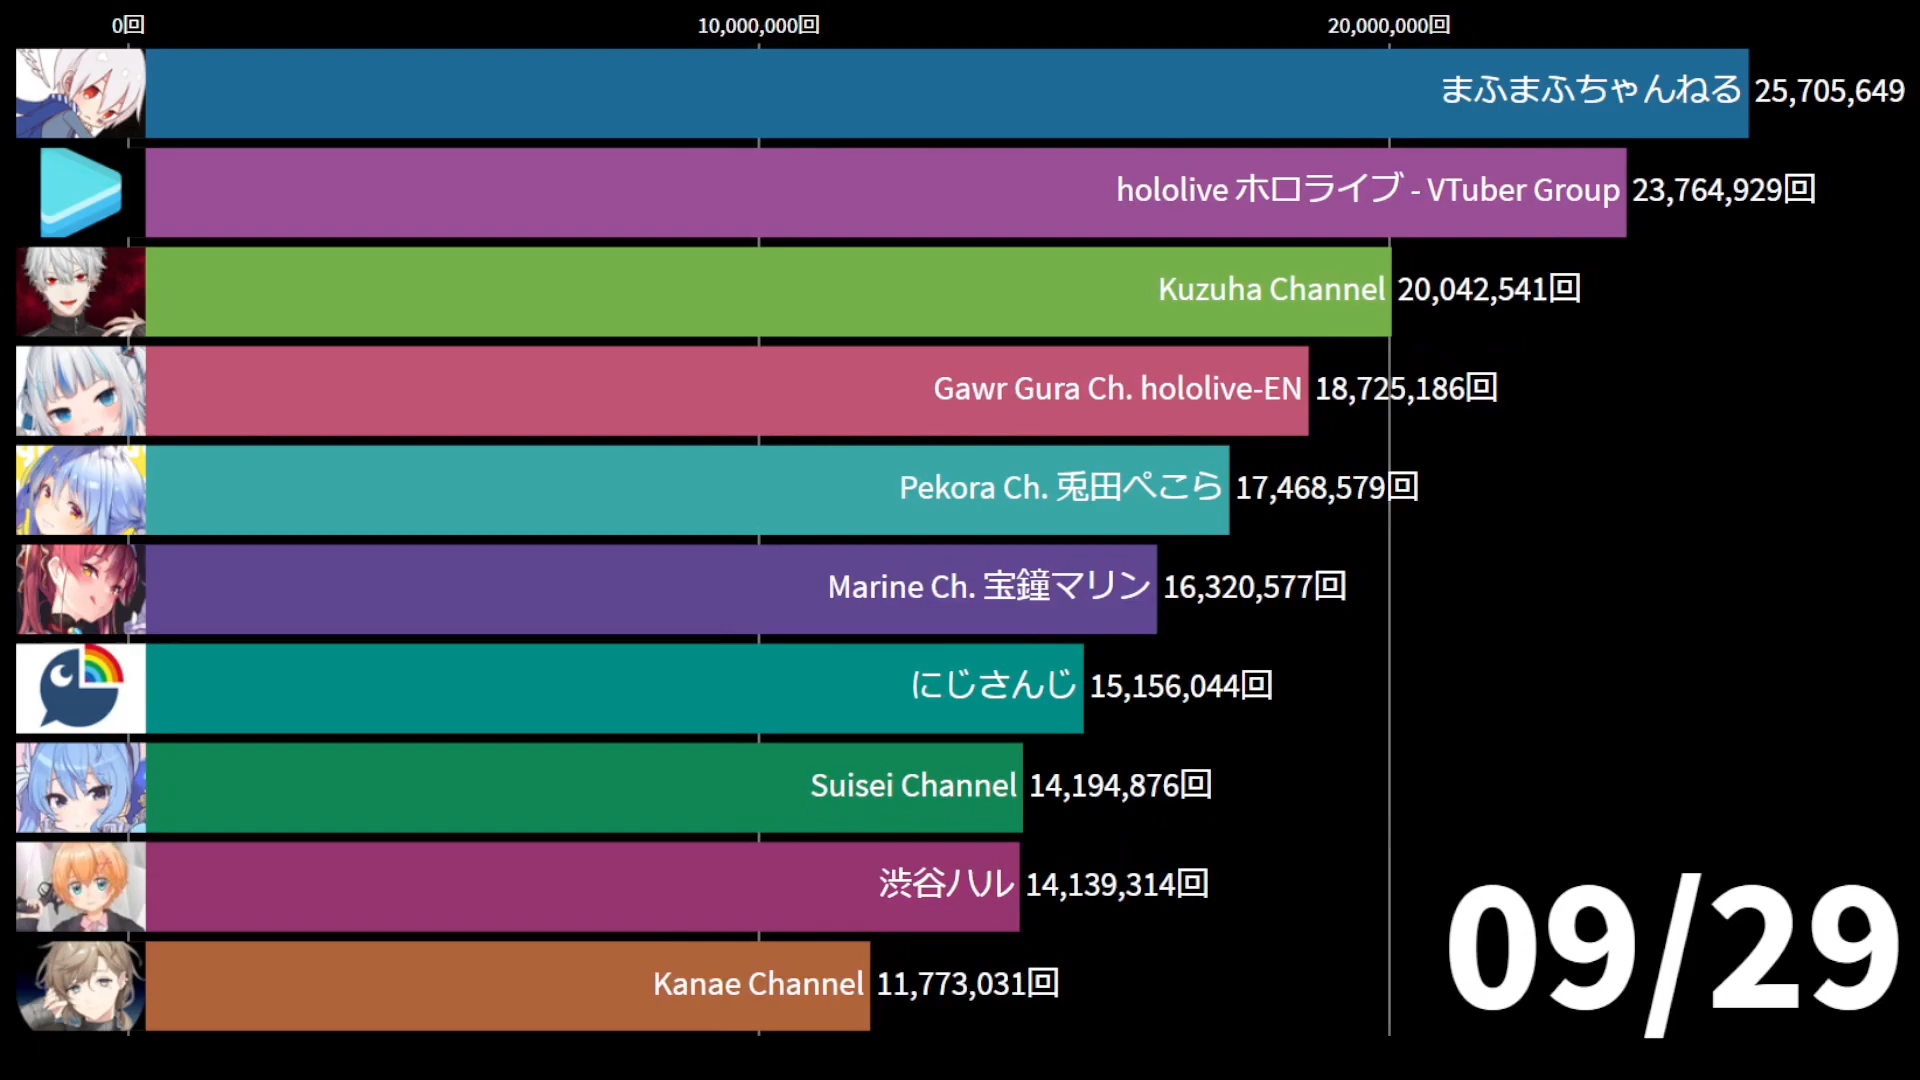 0回 10,000,000回 20,000,000回
まふまふちゃんねる 25,705,649
hololive ホロライブ - VTuber Group 23,764,929回
Kuzuha Channel 20,042,541回
Gawr Gura Ch. hololive-EN 18,725,186回
Pekora Ch. 兎田ぺこら 17,468,579回
Marine Ch. 宝鐘マリン 16,320,577回
にじさんじ 15,156,044回
Suisei Channel 14,194,876回
渋谷ハル 14,139,314回
Kanae Channel 11,773,031回
09/29